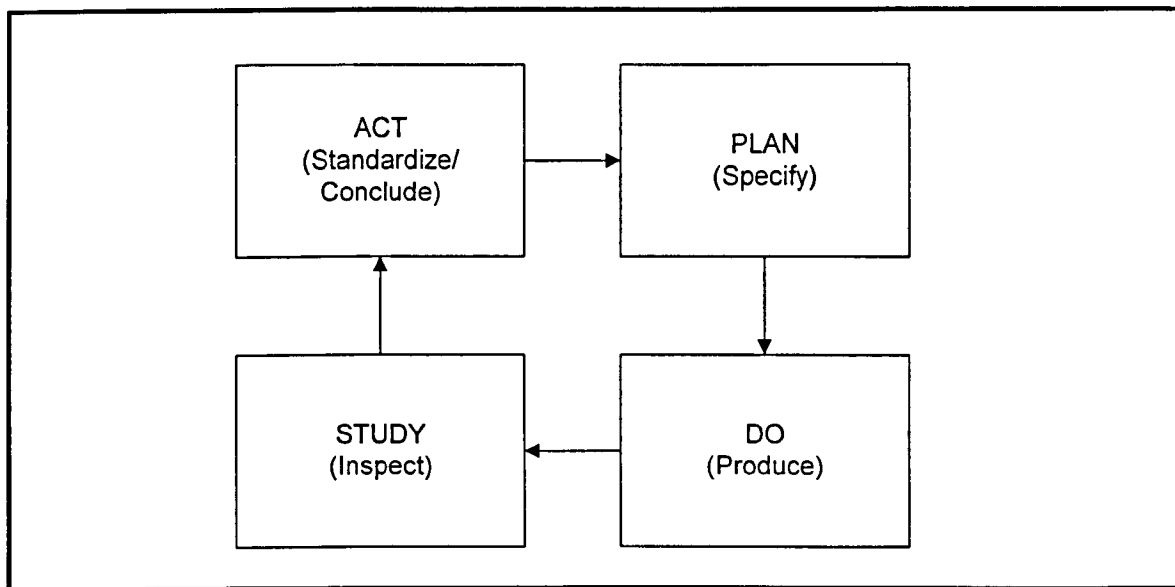 ACT
(Standardize/
Conclude)
PLAN
(Specify)
STUDY
(Inspect)
DO
(Produce)